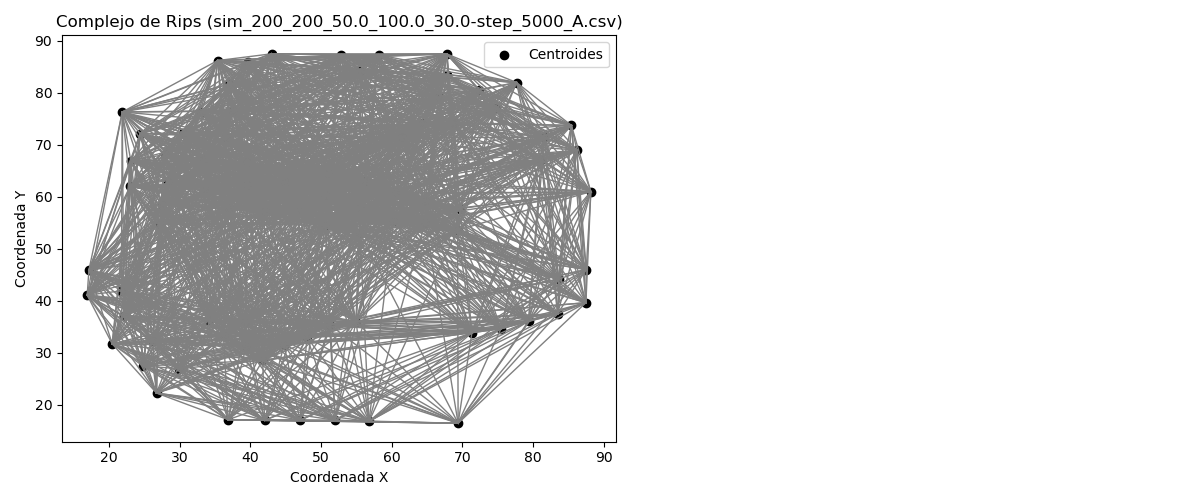 Complejo de Rips (sim_200_200_50.0_100.0_30.0-step_5000_A.csv)
Centroides
90
80
70
60
50
40
30
20
Coordenada Y
20 30 40 50 60 70 80 90
Coordenada X